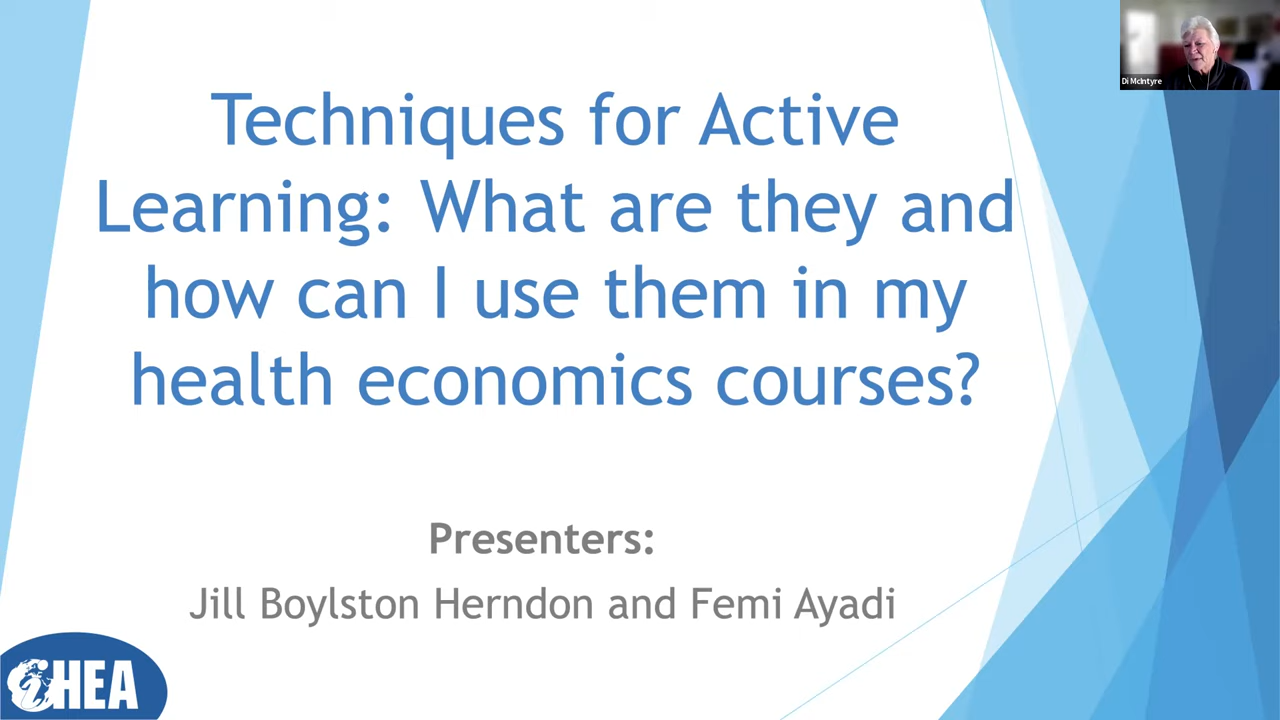 Di McIntyre
Techniques for Active
Learning: What are they and
how can I use them in my
health economics courses?
Presenters:
Jill Boylston Herndon and Femi Ayadi
iHEA